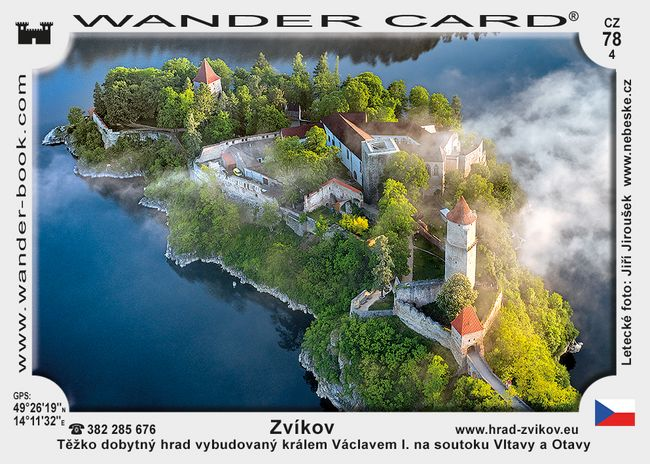 WANDER CARD®
CZ
78
4
www.wander-book.com
Letecké foto: Jiří Jiroušek www.nebeske.cz
GPS:
49°26'19"N
14°11'32"E
☎ 382 285 676
Zvíkov
www.hrad-zvikov.eu
Těžko dobytný hrad vybudovaný králem Václavem I. na soutoku Vltavy a Otavy